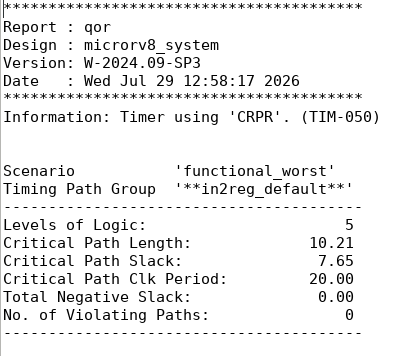 ****************************************
Report : qor
Design : microrv8_system
Version: W-2024.09-SP3
Date   : Wed Jul 29 12:58:17 2026
****************************************
Information: Timer using 'CRPR'. (TIM-050)
Scenario           'functional_worst'
Timing Path Group  '**in2reg_default**'
----------------------------------------
Levels of Logic:                      5
Critical Path Length:             10.21
Critical Path Slack:               7.65
Critical Path Clk Period:         20.00
Total Negative Slack:              0.00
No. of Violating Paths:               0
----------------------------------------